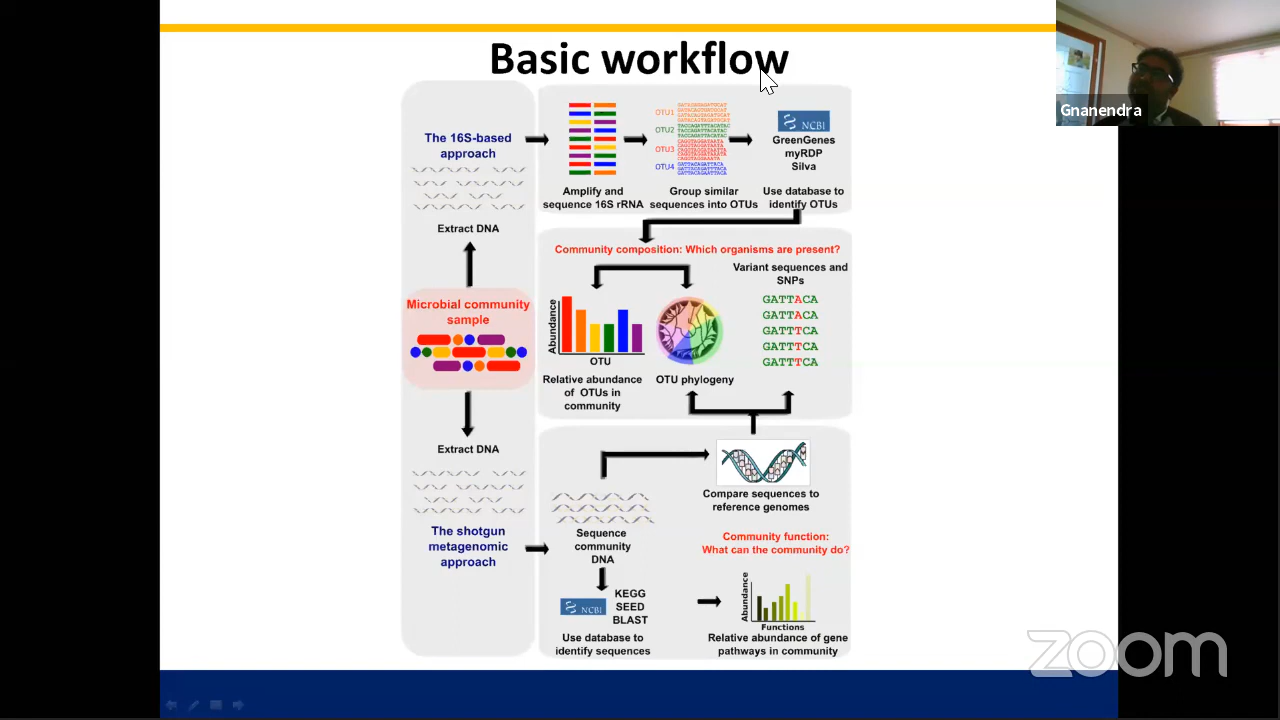 Basic workflow
Gnanendra
The 16S-based
approach
Extract DNA
Amplify and
sequence 16S rRNA
OTU1
OTU2
OTU3
OTU4
Group similar
sequences into OTUs
NCBI
GreenGenes
myRDP
Silva
Use database to
identify OTUs
Community composition: Which organisms are present?
Microbial community
sample
Abundance
OTU
Relative abundance
of OTUs in
community
OTU phylogeny
Variant sequences and
SNPs
GATTACA
GATTACA
GATTTCA
GATTTCA
GATTTCA
Extract DNA
The shotgun
metagenomic
approach
Sequence
community
DNA
NCBI
KEGG
SEED
BLAST
Use database to
identify sequences
Compare sequences to
reference genomes
Community function:
What can the community do?
Abundance
Functions
Relative abundance of gene
pathways in community
zoom